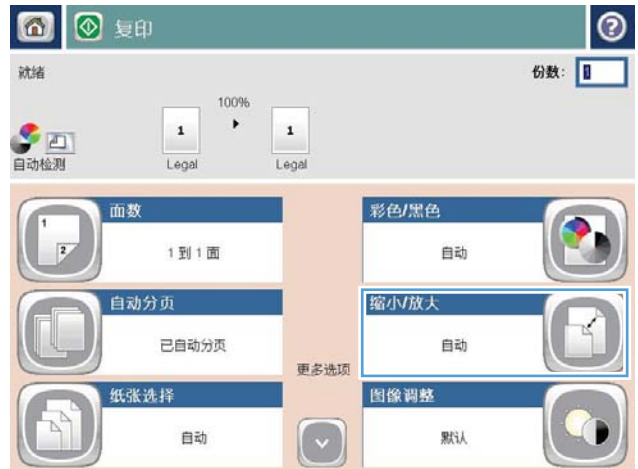 复印
就绪
份数: 1
100%
1
1
自动检测
Legal
Legal
面数
彩色/黑色
1
2
1 到 1 面
自动
自动分页
缩小/放大
已自动分页
自动
更多选项
纸张选择
图像调整
自动
默认